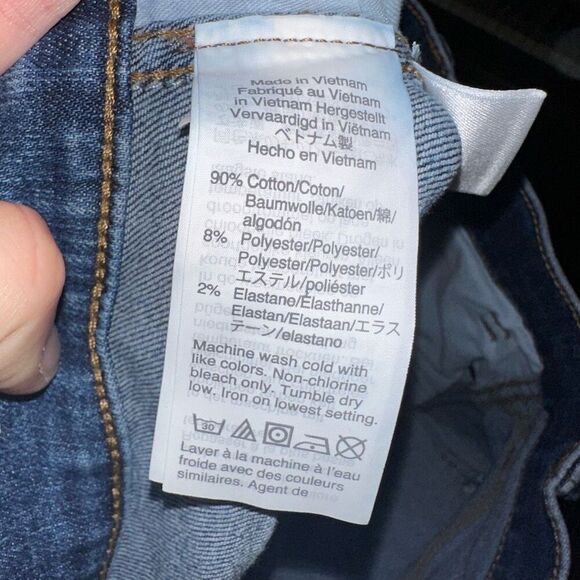 Made in Vietnam
Fabriqué au Vietnam
in Vietnam Hergestellt
Vervaardigd in Viëtnam
ベトナム製
Hecho en Vietnam
90% Cotton/Coton/
Baumwolle/Katoen/綿/
algodón
8% Polyester/Polyester/
Polyester/Polyester/ポリ
エステル/poliéster
2% Elastane/Élasthanne/
Elastan/Elastaan/エラス
テーン/elastano
Machine wash cold with
like colors. Non-chlorine
bleach only. Tumble dry
low. Iron on lowest setting.
30
Laver à la machine à l'eau
froide avec des couleurs
similaires. Agent de